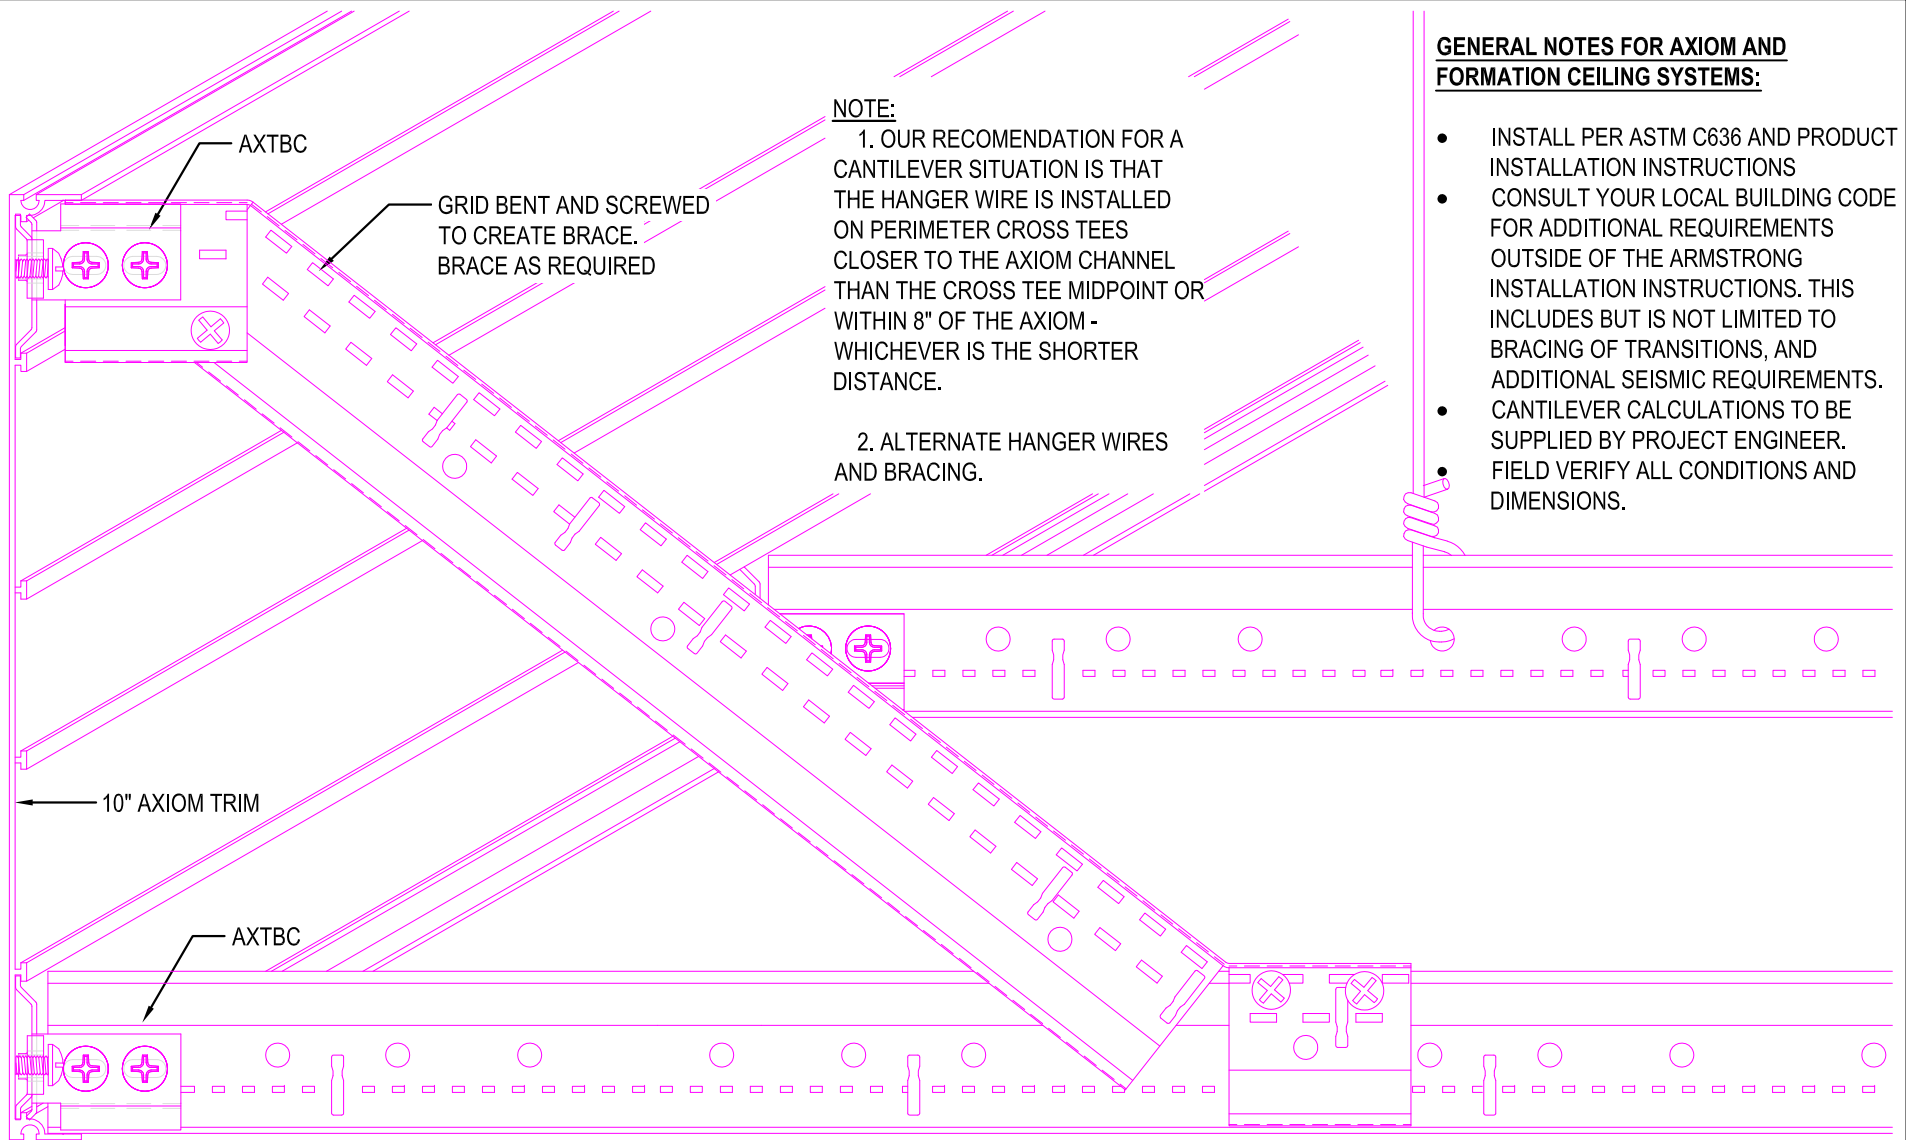 AXTBC
GRID BENT AND SCREWED
TO CREATE BRACE.
BRACE AS REQUIRED
NOTE:
1. OUR RECOMENDATION FOR A
CANTILEVER SITUATION IS THAT
THE HANGER WIRE IS INSTALLED
ON PERIMETER CROSS TEES
CLOSER TO THE AXIOM CHANNEL
THAN THE CROSS TEE MIDPOINT OR
WITHIN 8" OF THE AXIOM -
WHICHEVER IS THE SHORTER
DISTANCE.
2. ALTERNATE HANGER WIRES
AND BRACING.
GENERAL NOTES FOR AXIOM AND
FORMATION CEILING SYSTEMS:
• INSTALL PER ASTM C636 AND PRODUCT
INSTALLATION INSTRUCTIONS
• CONSULT YOUR LOCAL BUILDING CODE
FOR ADDITIONAL REQUIREMENTS
OUTSIDE OF THE ARMSTRONG
INSTALLATION INSTRUCTIONS. THIS
INCLUDES BUT IS NOT LIMITED TO
BRACING OF TRANSITIONS, AND
ADDITIONAL SEISMIC REQUIREMENTS.
• CANTILEVER CALCULATIONS TO BE
SUPPLIED BY PROJECT ENGINEER.
• FIELD VERIFY ALL CONDITIONS AND
DIMENSIONS.
10" AXIOM TRIM
AXTBC